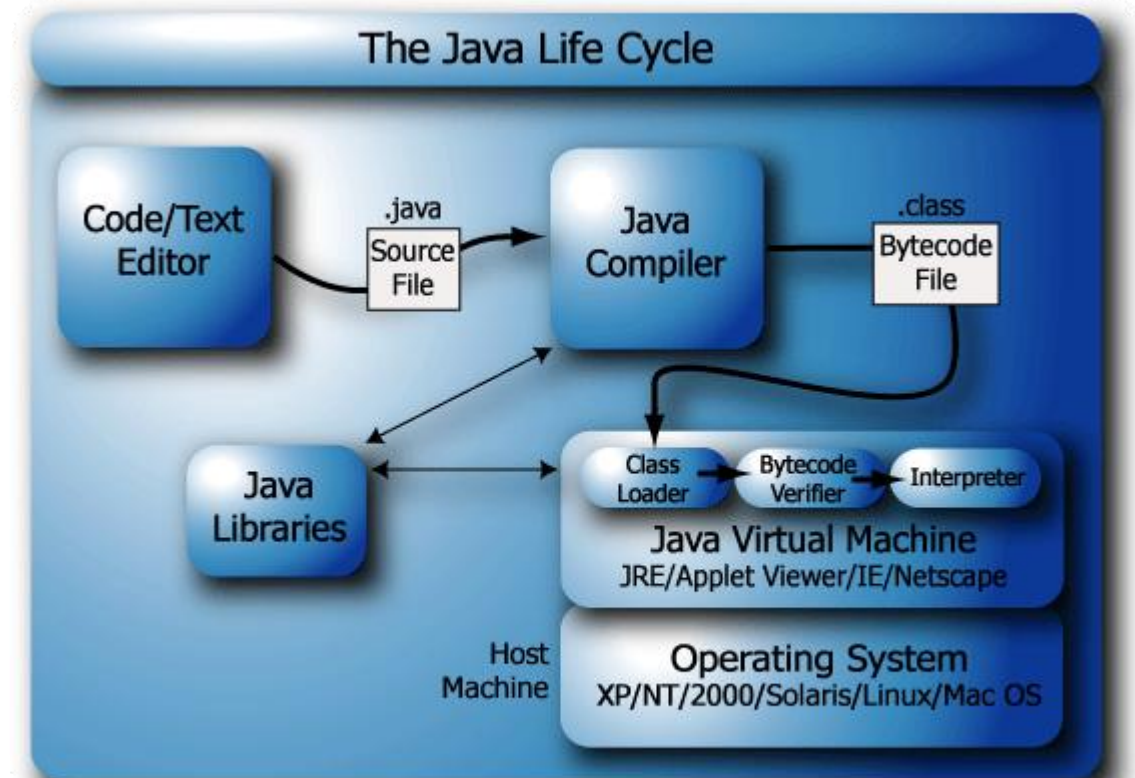 The Java Life Cycle
Code/Text
Editor
.java
Source
File
Java
Compiler
.class
Bytecode
File
Java
Libraries
Class
Loader
Bytecode
Verifier
Interpreter
Java Virtual Machine
JRE/Applet Viewer/IE/Netscape
Host
Machine
Operating System
XP/NT/2000/Solaris/Linux/Mac OS